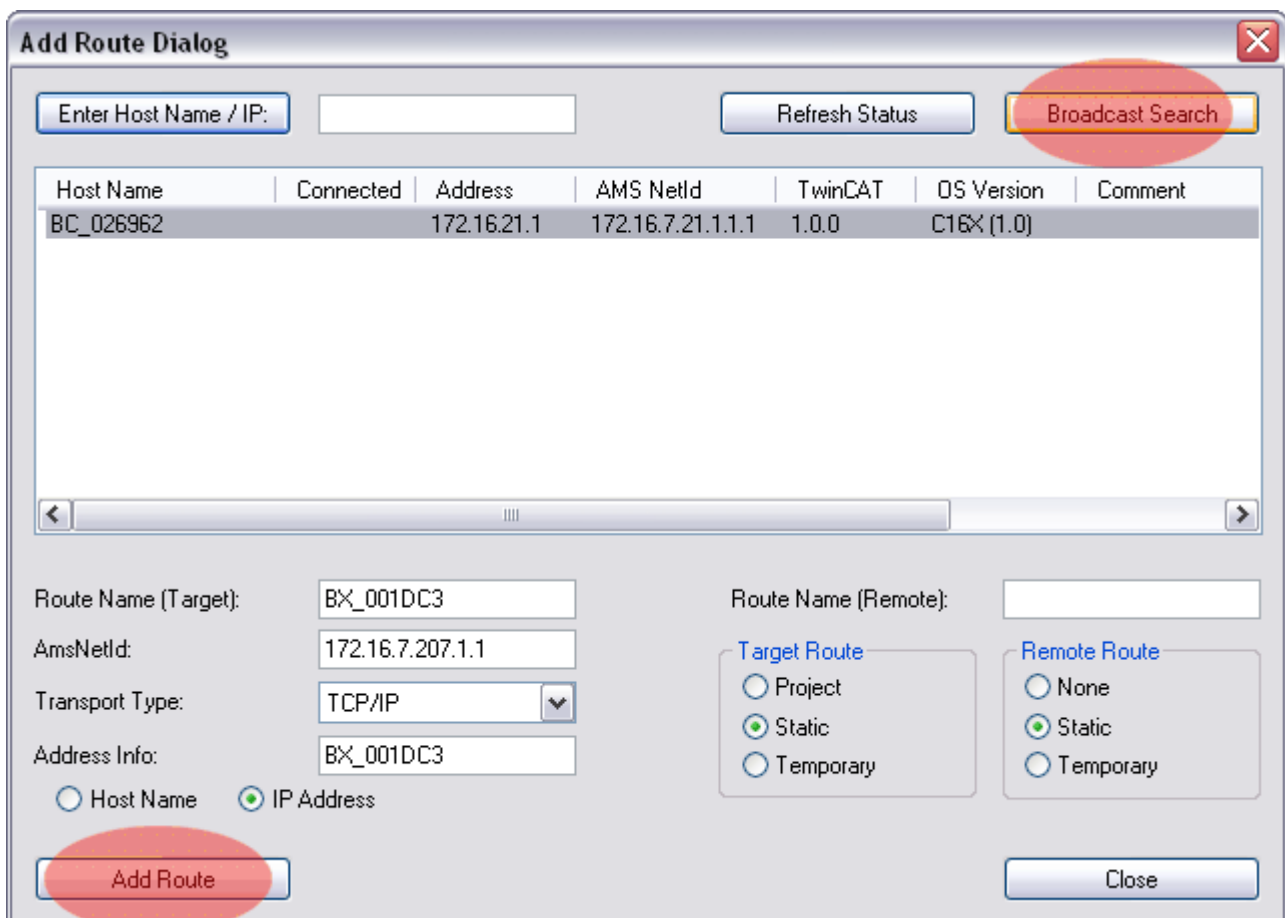 Add Route Dialog
Enter Host Name / IP: Refresh Status Broadcast Search
Host Name Connected Address AMS NetId TwinCAT OS Version Comment
BC_026962 172.16.21.1 172.16.7.21.1.1.1 1.0.0 C16X (1.0)
Route Name (Target): BX_001DC3 Route Name (Remote):
AmsNetId: 172.16.7.207.1.1 Target Route Remote Route
Project None
Transport Type: TCP/IP
Static Static
Address Info: BX_001DC3 Temporary Temporary
Host Name IP Address
Add Route Close